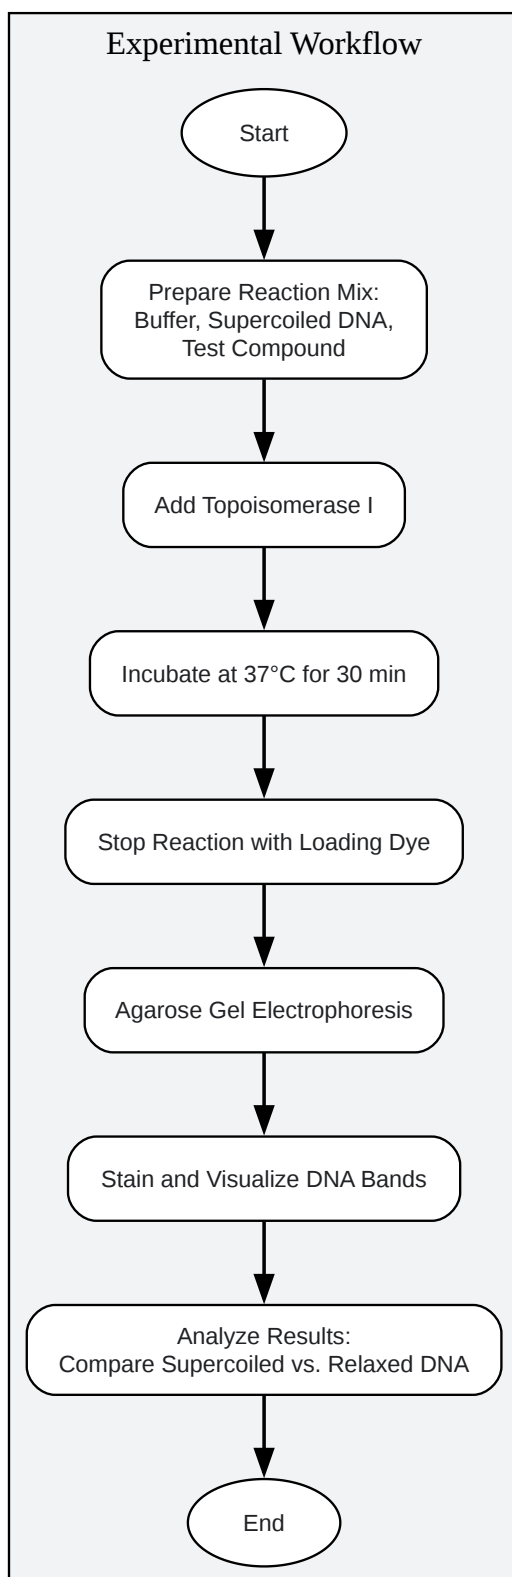 Experimental Workflow
Start
Prepare Reaction Mix:
Buffer, Supercoiled DNA,
Test Compound
Add Topoisomerase I
Incubate at 37°C for 30 min
Stop Reaction with Loading Dye
Agarose Gel Electrophoresis
Stain and Visualize DNA Bands
Analyze Results:
Compare Supercoiled vs. Relaxed DNA
End